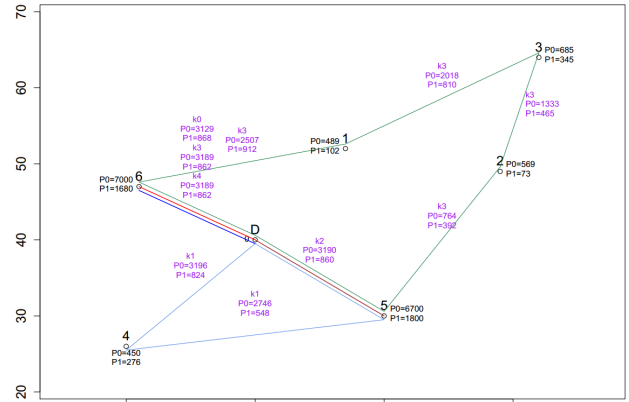 70
60
50
40
30
20
3
P0=685
P1=345
k3
P0=2018
P1=810
k3
P0=1333
P1=465
k0
P0=3129
P1=868
k3
P0=2507
P1=912
k3
P0=3189
P1=862
k4
P0=3189
P1=862
1
P0=489
P1=102
2
P0=569
P1=73
6
P0=7000
P1=1680
k3
P0=764
P1=392
D
0
k2
P0=3190
P1=860
k1
P0=3196
P1=824
k1
P0=2746
P1=548
5
P0=6700
P1=1800
4
P0=450
P1=276